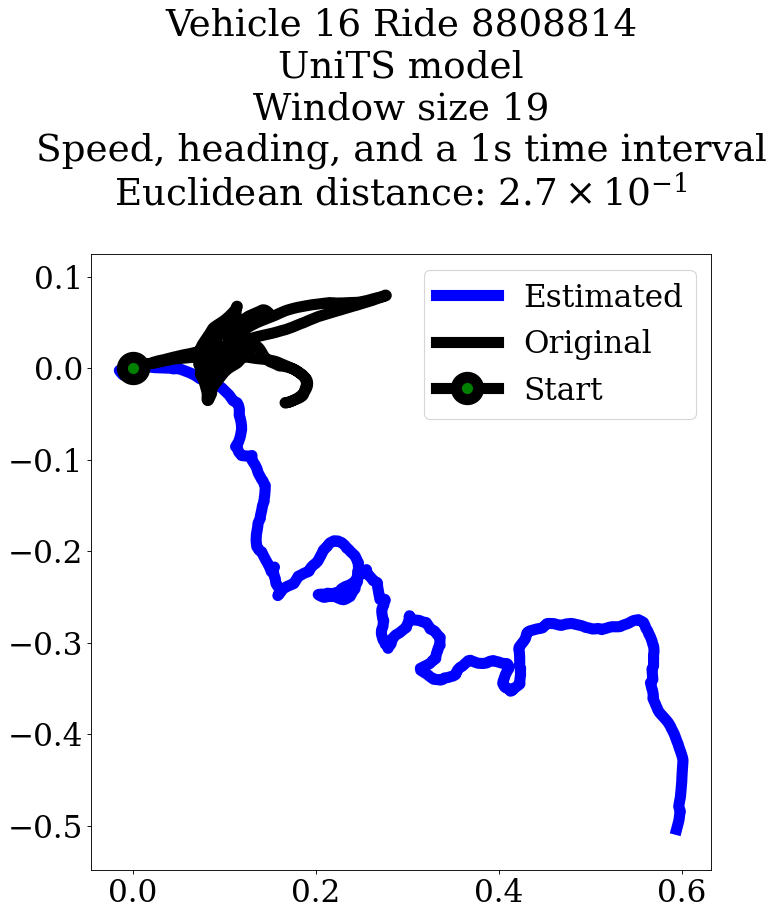 Vehicle 16 Ride 8808814
UniTS model
Window size 19
Speed, heading, and a 1s time interval
Euclidean distance: 2.7 × 10⁻¹
Estimated
Original
Start
0.1
0.0
−0.1
−0.2
−0.3
−0.4
−0.5
0.0 0.2 0.4 0.6